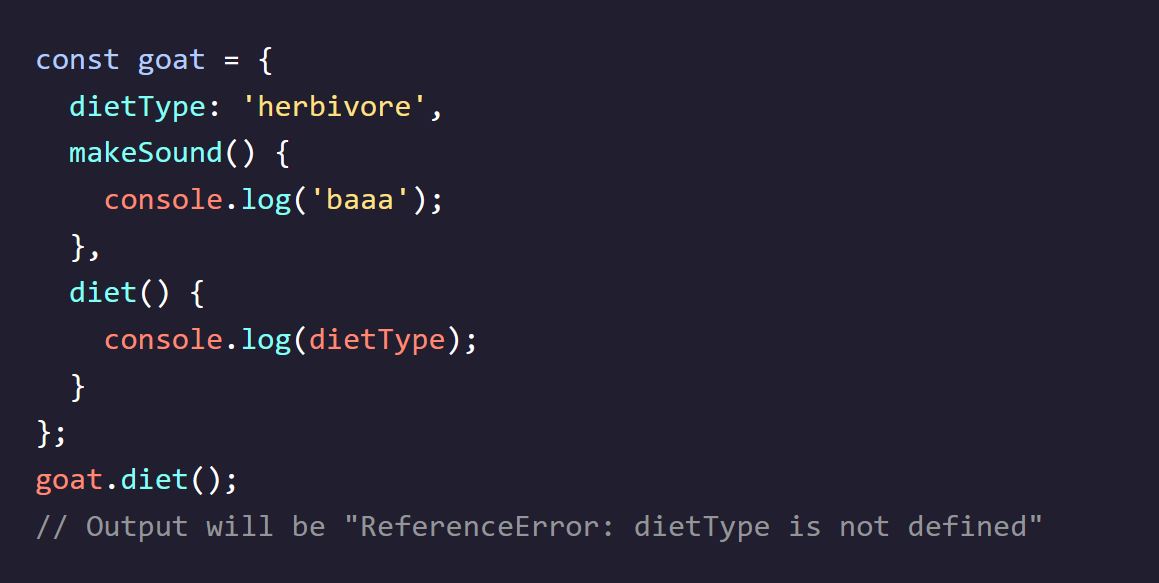 const goat = {
  dietType: 'herbivore',
  makeSound() {
    console.log('baaa');
  },
  diet() {
    console.log(dietType);
  }
};
goat.diet();
// Output will be "ReferenceError: dietType is not defined"